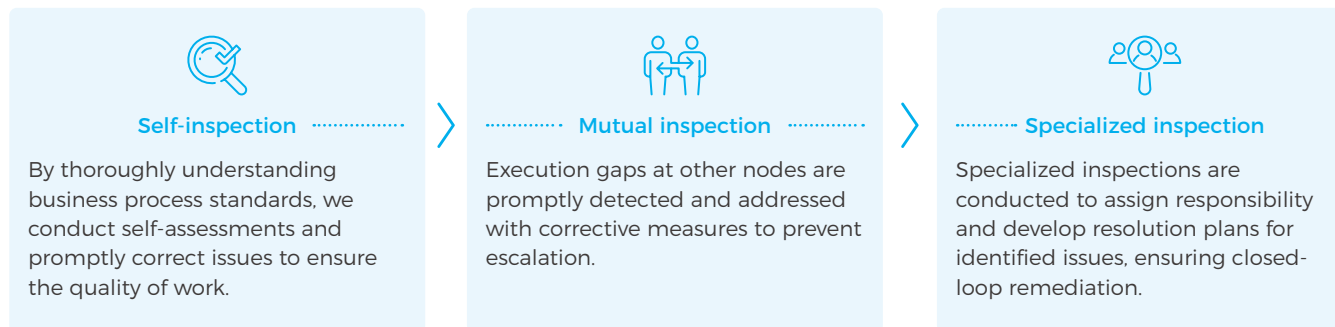 Self-inspection
By thoroughly understanding
business process standards, we
conduct self-assessments and
promptly correct issues to ensure
the quality of work.
Mutual inspection
Execution gaps at other nodes are
promptly detected and addressed
with corrective measures to prevent
escalation.
Specialized inspection
Specialized inspections are
conducted to assign responsibility
and develop resolution plans for
identified issues, ensuring closed-
loop remediation.